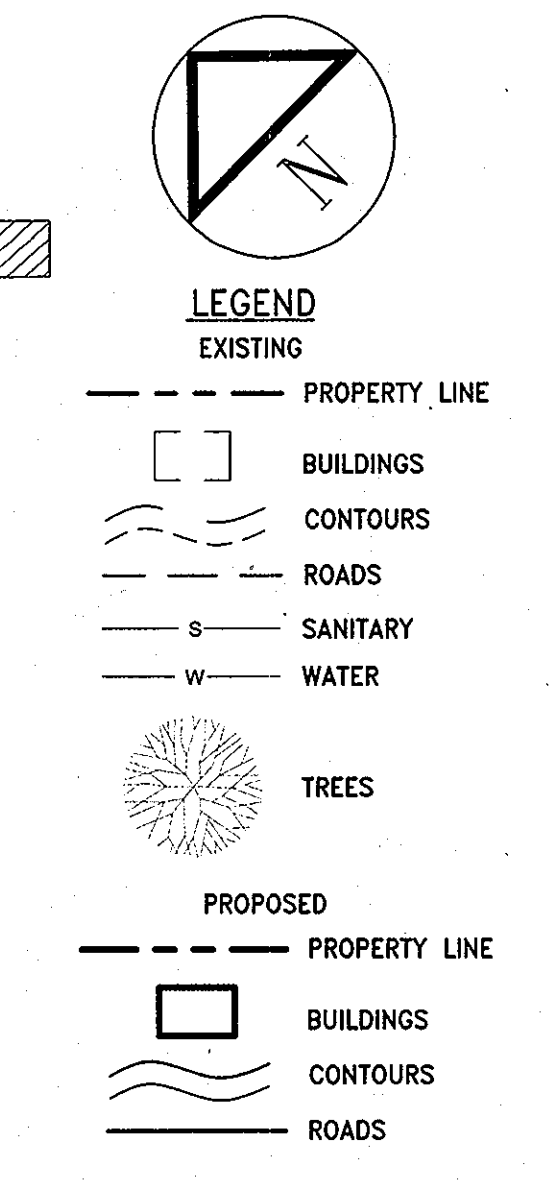 N
LEGEND
EXISTING
PROPERTY LINE
BUILDINGS
CONTOURS
ROADS
S SANITARY
W WATER
TREES
PROPOSED
PROPERTY LINE
BUILDINGS
CONTOURS
ROADS